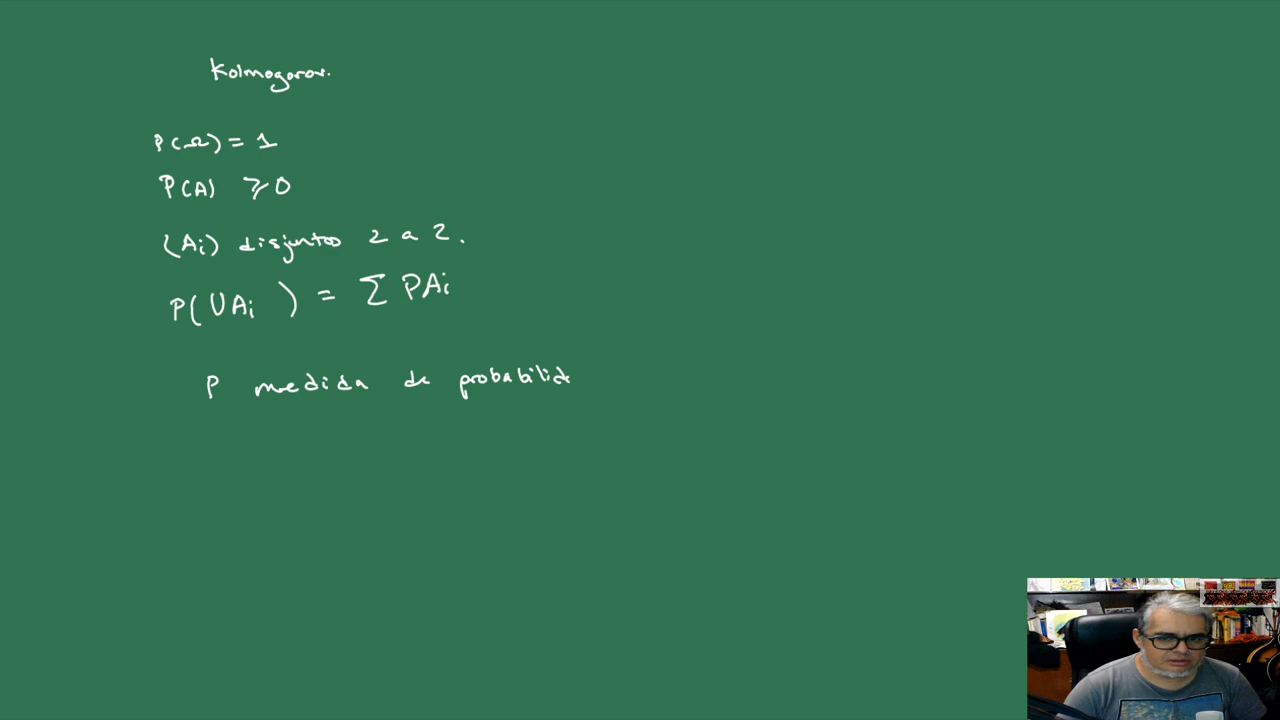 Kolmogorov.
P(Ω) = 1
P(A) ⩾ 0
(Ai) disjuntos 2 a 2.
P(∪Ai) = Σ PAi
P medida de probabilid